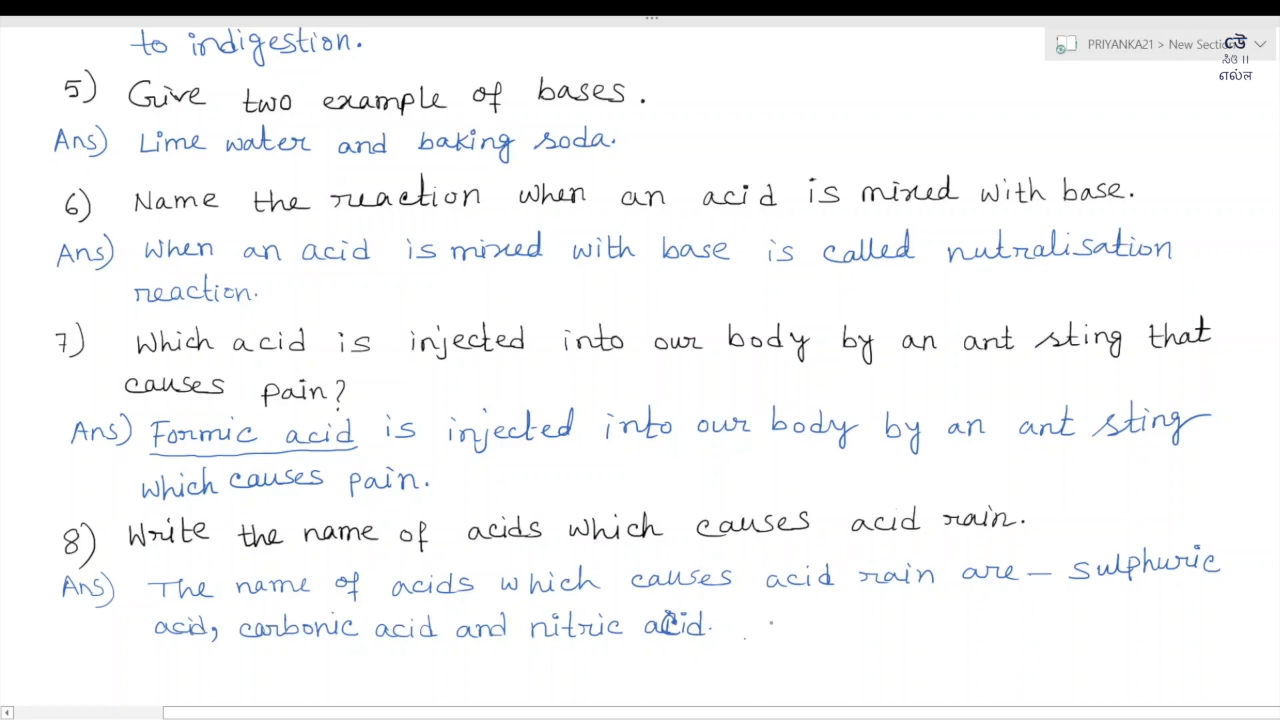 to indigestion.
PRIYANKA21 > New Section
5) Give two example of bases.
Ans) Lime water and baking soda.
6) Name the reaction when an acid is mixed with base.
Ans) When an acid is mixed with base is called nutralisation
reaction.
7) Which acid is injected into our body by an ant sting that
causes pain?
Ans) Formic acid is injected into our body by an ant sting
which causes pain.
8) Write the name of acids which causes acid rain.
Ans) The name of acids which causes acid rain are – sulphuric
acid, carbonic acid and nitric acid.